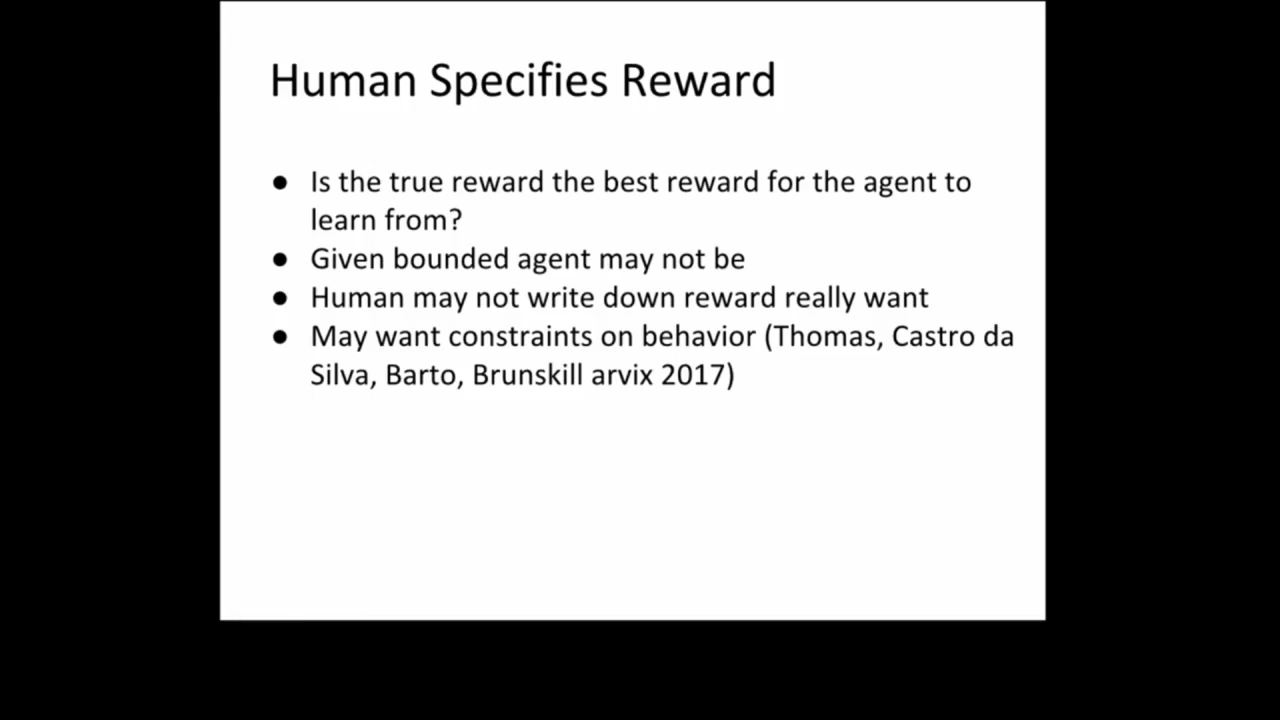 Human Specifies Reward
● Is the true reward the best reward for the agent to
learn from?
● Given bounded agent may not be
● Human may not write down reward really want
● May want constraints on behavior (Thomas, Castro da
Silva, Barto, Brunskill arvix 2017)